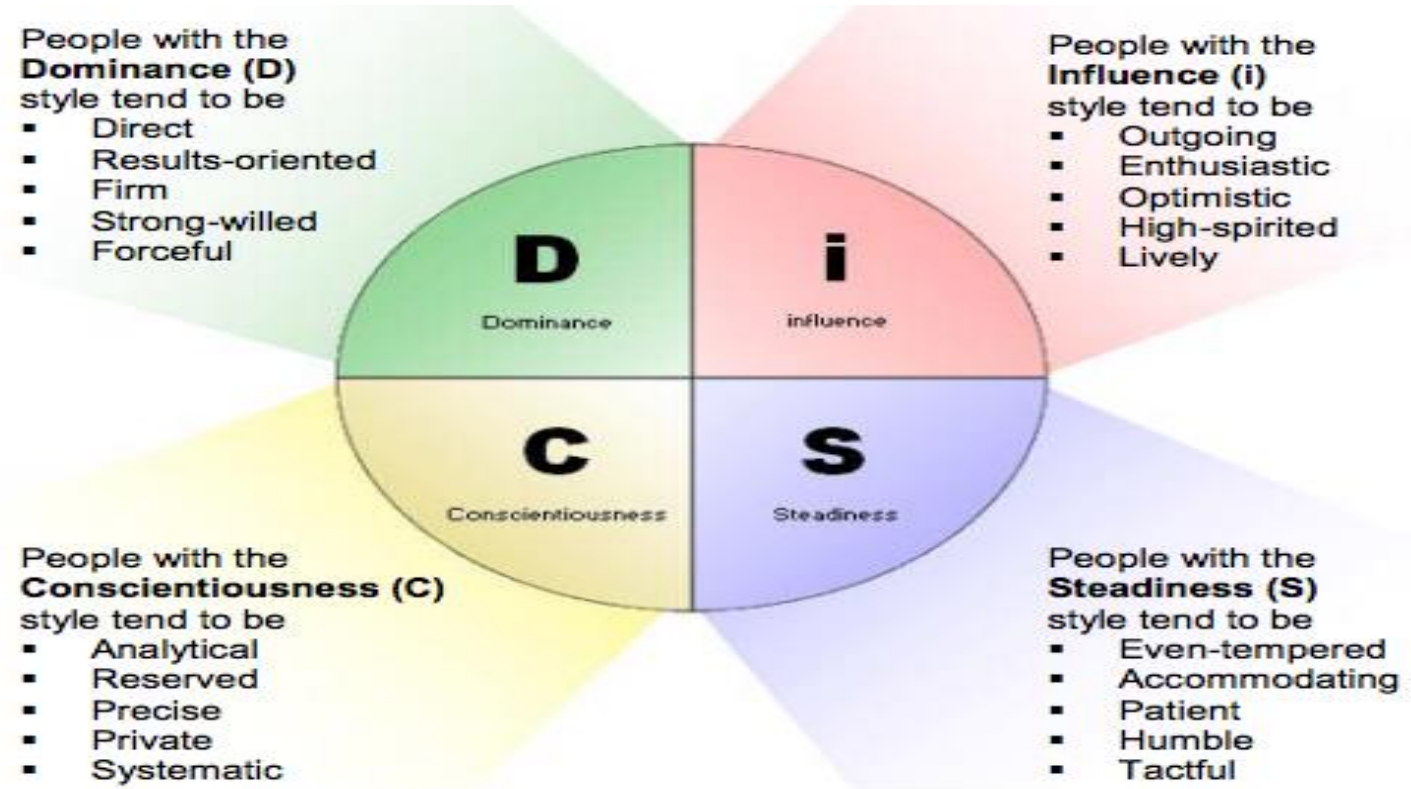 People with the
Dominance (D)
style tend to be
▪ Direct
▪ Results-oriented
▪ Firm
▪ Strong-willed
▪ Forceful
People with the
Influence (i)
style tend to be
▪ Outgoing
▪ Enthusiastic
▪ Optimistic
▪ High-spirited
▪ Lively
D
Dominance
i
influence
C
Conscientiousness
S
Steadiness
People with the
Conscientiousness (C)
style tend to be
▪ Analytical
▪ Reserved
▪ Precise
▪ Private
▪ Systematic
People with the
Steadiness (S)
style tend to be
▪ Even-tempered
▪ Accommodating
▪ Patient
▪ Humble
▪ Tactful